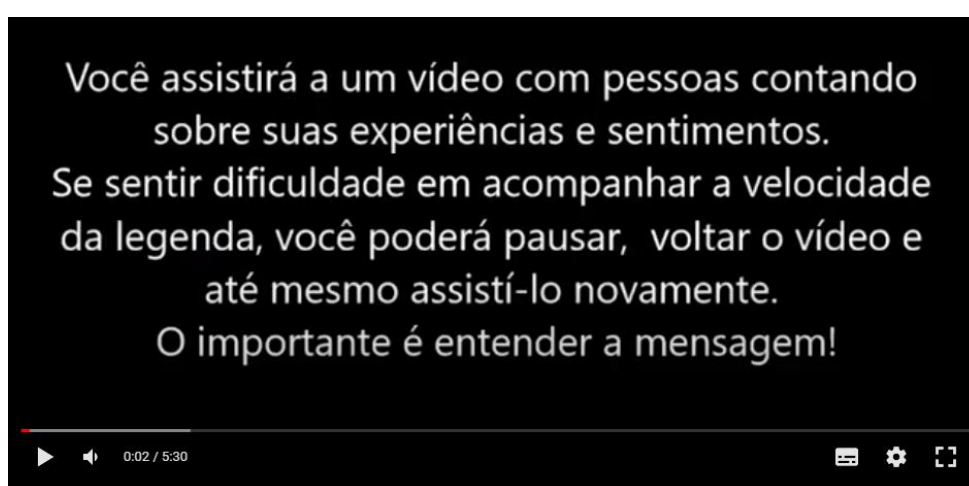 Você assistirá a um vídeo com pessoas contando
sobre suas experiências e sentimentos.
Se sentir dificuldade em acompanhar a velocidade
da legenda, você poderá pausar,  voltar o vídeo e
até mesmo assistí-lo novamente.
O importante é entender a mensagem!
0:02 / 5:30